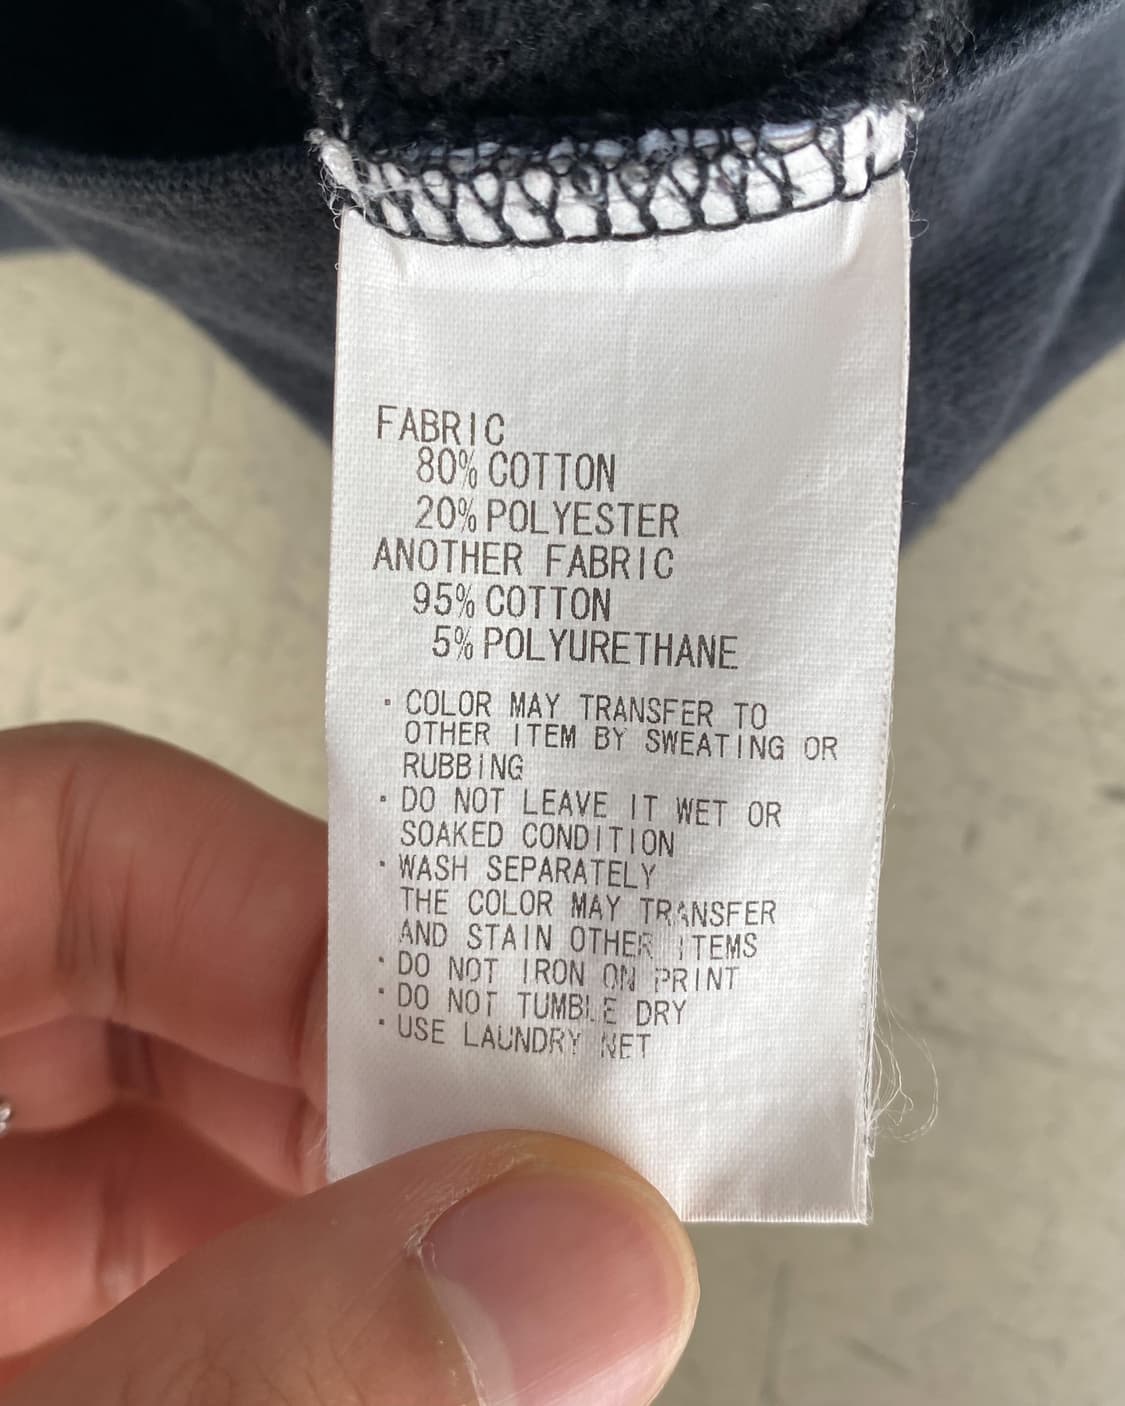 FABRIC
80% COTTON
20% POLYESTER
ANOTHER FABRIC
95% COTTON
5% POLYURETHANE
· COLOR MAY TRANSFER TO
OTHER ITEM BY SWEATING OR
RUBBING
· DO NOT LEAVE IT WET OR
SOAKED CONDITION
· WASH SEPARATELY
THE COLOR MAY TRANSFER
AND STAIN OTHER ITEMS
· DO NOT IRON ON PRINT
· DO NOT TUMBLE DRY
· USE LAUNDRY NET